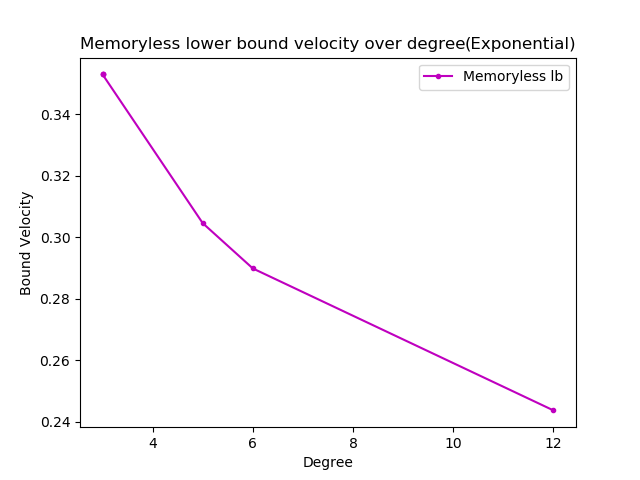 Memoryless lower bound velocity over degree(Exponential)
Memoryless lb
Bound Velocity
0.34
0.32
0.30
0.28
0.26
0.24
4 6 8 10 12
Degree